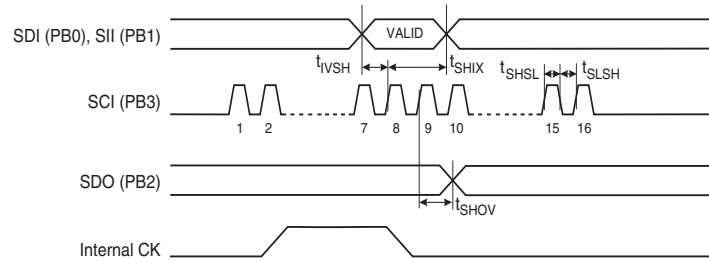 SDI (PB0), SII (PB1)
VALID
tIVSH
tSHIX
tSHSL
tSLSH
SCI (PB3)
1 2 7 8 9 10 15 16
SDO (PB2)
tSHOV
Internal CK